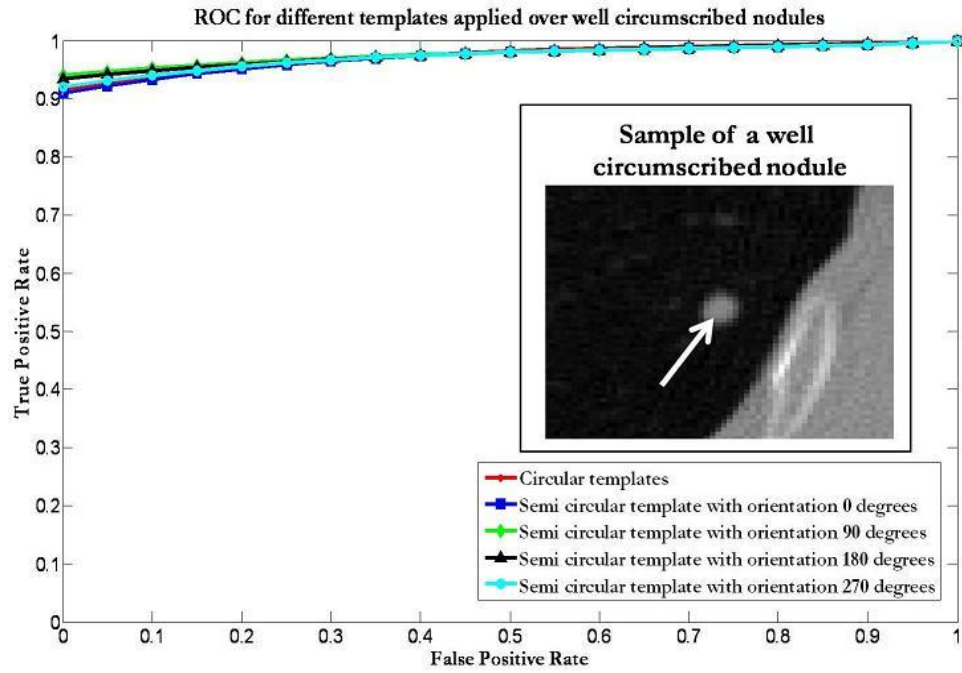 ROC for different templates applied over well circumscribed nodules
1
0.9
0.8
0.7
0.6
0.5
0.4
0.3
0.2
0.1
0
True Positive Rate
Sample of a well
circumscribed nodule
Circular templates
Semi circular template with orientation 0 degrees
Semi circular template with orientation 90 degrees
Semi circular template with orientation 180 degrees
Semi circular template with orientation 270 degrees
0 0.1 0.2 0.3 0.4 0.5 0.6 0.7 0.8 0.9 1
False Positive Rate